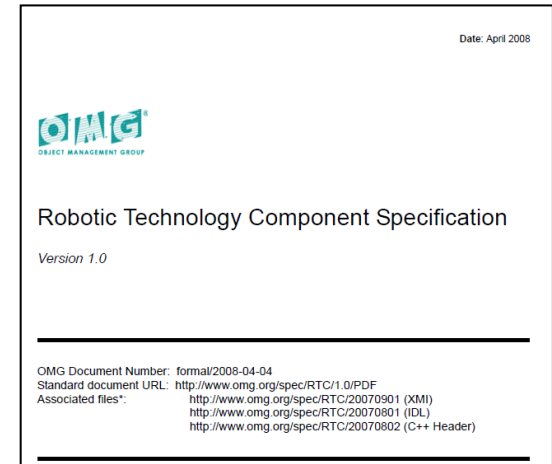 Date: April 2008
OMG®
OBJECT MANAGEMENT GROUP
Robotic Technology Component Specification
Version 1.0
OMG Document Number: formal/2008-04-04
Standard document URL: http://www.omg.org/spec/RTC/1.0/PDF
Associated files*: http://www.omg.org/spec/RTC/20070901 (XMI)
http://www.omg.org/spec/RTC/20070801 (IDL)
http://www.omg.org/spec/RTC/20070802 (C++ Header)